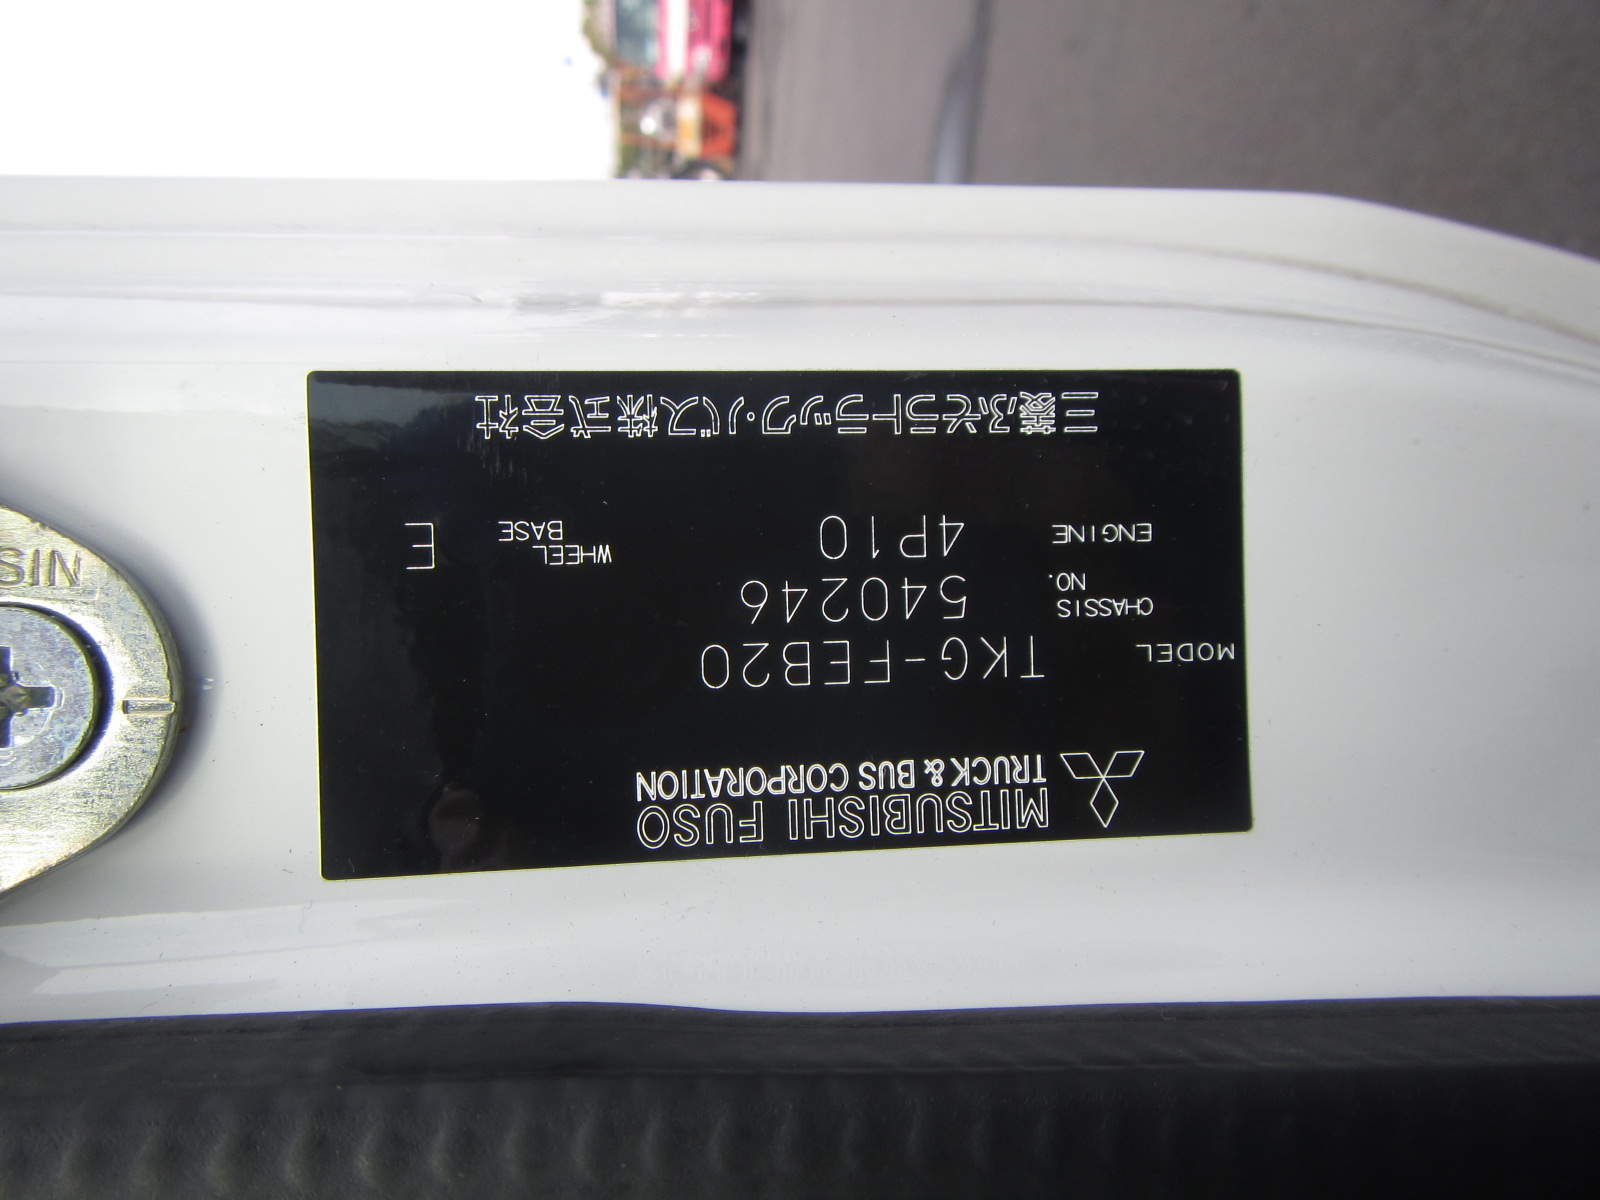 MITSUBISHI FUSO
TRUCK & BUS CORPORATION
MODEL TKG-FEB20
CHASSIS NO. 540246
ENGINE 4P10 WHEEL BASE E
三菱ふそうトラック・バス株式会社
NIS